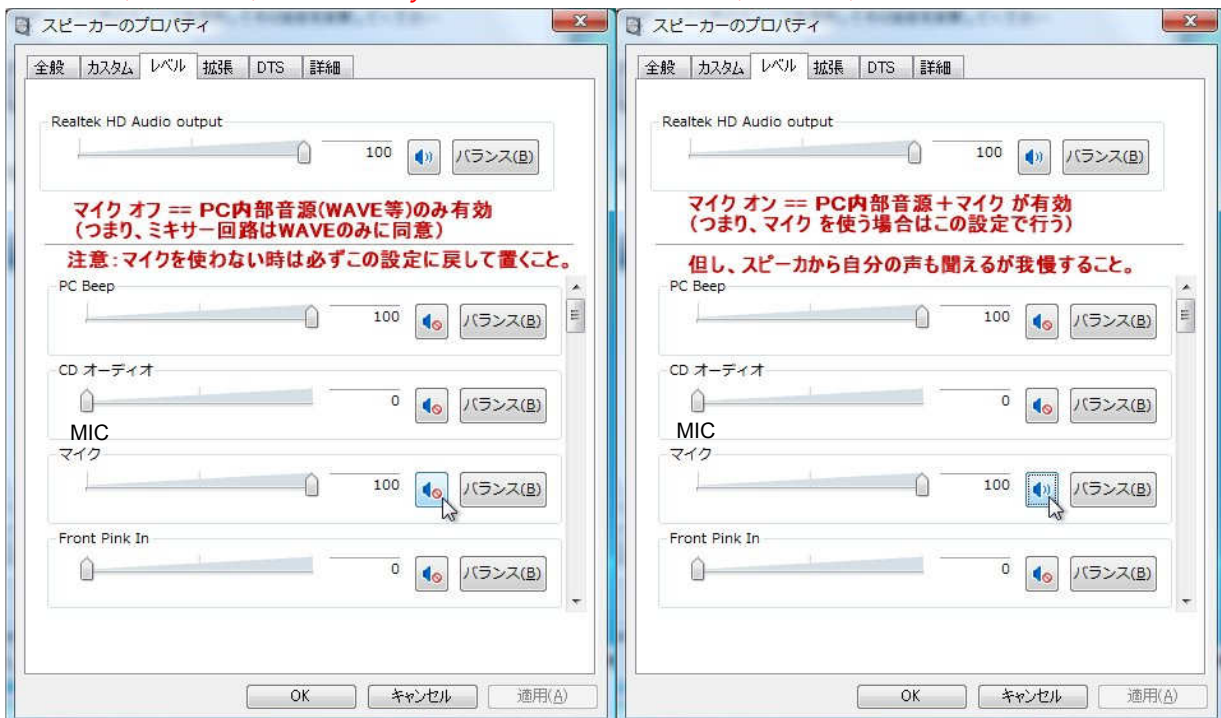 スピーカーのプロパティ
全般 カスタム レベル 拡張 DTS 詳細
Realtek HD Audio output
100 バランス(B)
マイク オフ == PC内部音源(WAVE等)のみ有効
(つまり、ミキサー回路はWAVEのみに同意)
注意:マイクを使わない時は必ずこの設定に戻して置くこと。
PC Beep
100 バランス(B)
CD オーディオ
0 バランス(B)
MIC
マイク
100 バランス(B)
Front Pink In
0 バランス(B)
OK キャンセル 適用(A)
スピーカーのプロパティ
全般 カスタム レベル 拡張 DTS 詳細
Realtek HD Audio output
100 バランス(B)
マイク オン == PC内部音源+マイク が有効
(つまり、マイク を使う場合はこの設定で行う)
但し、スピーカから自分の声も聞えるが我慢すること。
PC Beep
100 バランス(B)
CD オーディオ
0 バランス(B)
MIC
マイク
100 バランス(B)
Front Pink In
0 バランス(B)
OK キャンセル 適用(A)